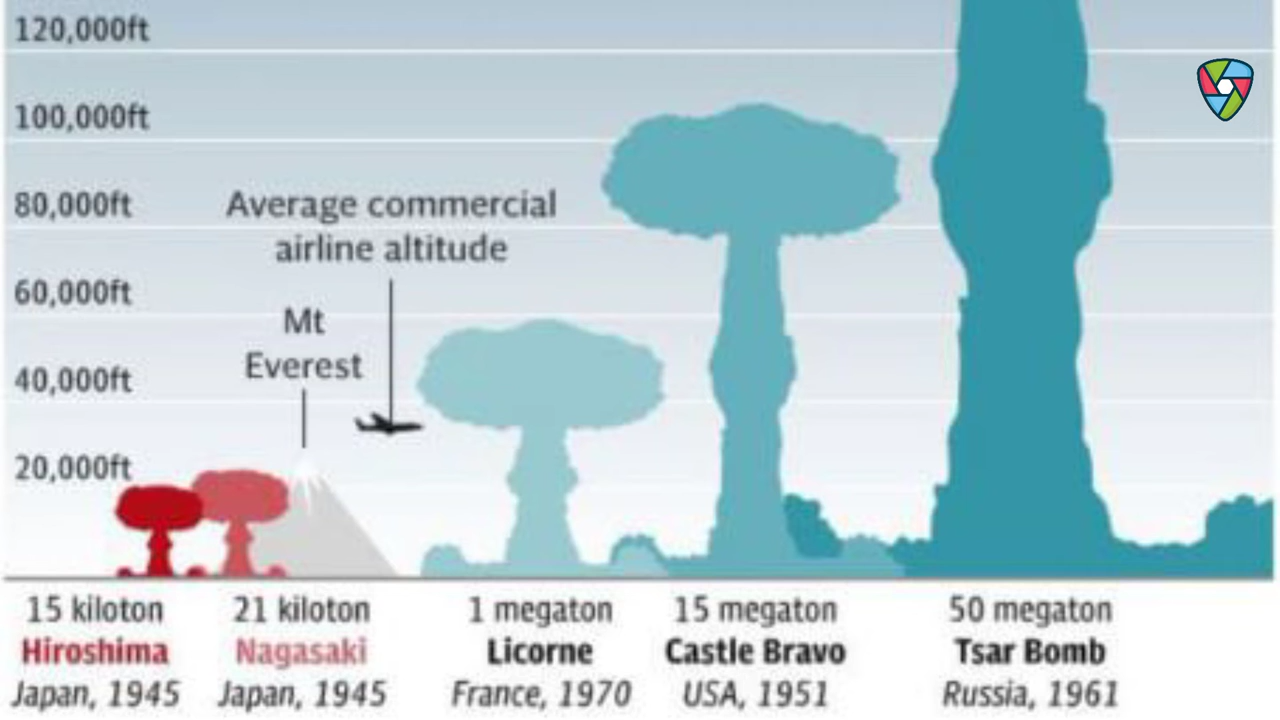 120,000ft
100,000ft
80,000ft
60,000ft
40,000ft
20,000ft
Average commercial
airline altitude
Mt
Everest
15 kiloton
Hiroshima
Japan, 1945
21 kiloton
Nagasaki
Japan, 1945
1 megaton
Licorne
France, 1970
15 megaton
Castle Bravo
USA, 1951
50 megaton
Tsar Bomb
Russia, 1961